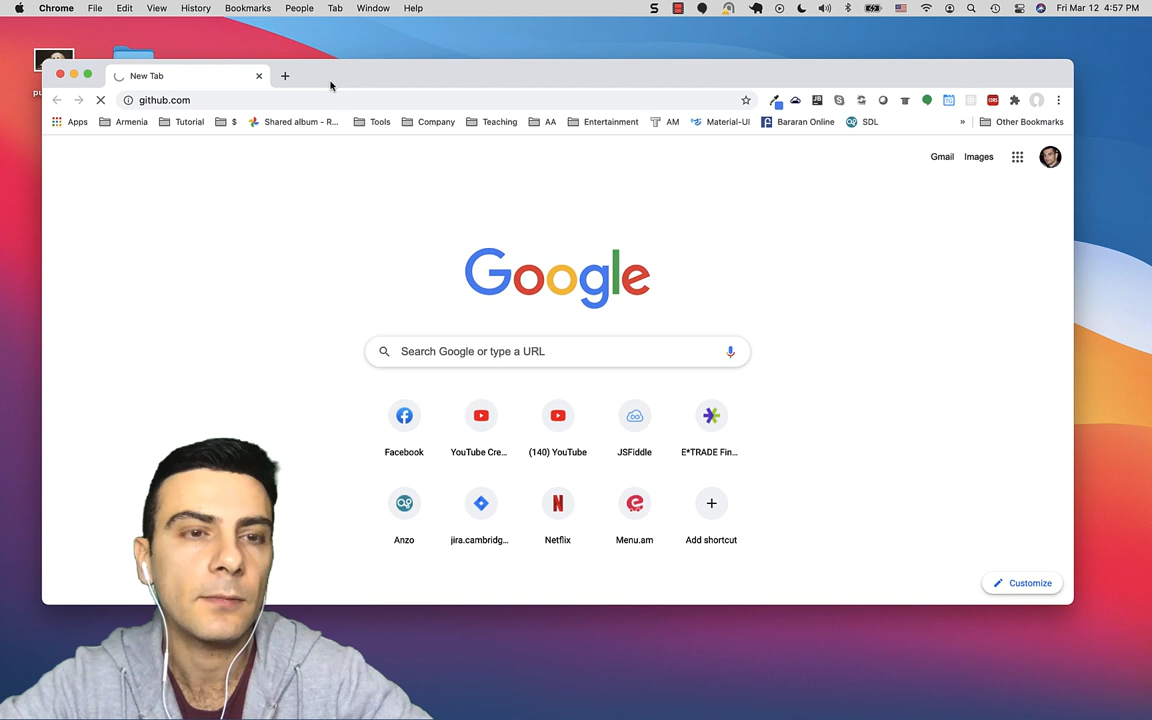 Chrome File Edit View History Bookmarks People Tab Window Help Fri Mar 12 4:57 PM
New Tab
github.com
Apps Armenia Tutorial $ Shared album - R... Tools Company Teaching AA Entertainment AM Material-UI Bararan Online SDL » Other Bookmarks
Gmail Images
Google
Search Google or type a URL
Facebook YouTube Cre... (140) YouTube JSFiddle E*TRADE Fin...
Anzo jira.cambridg... Netflix Menu.am Add shortcut
Customize